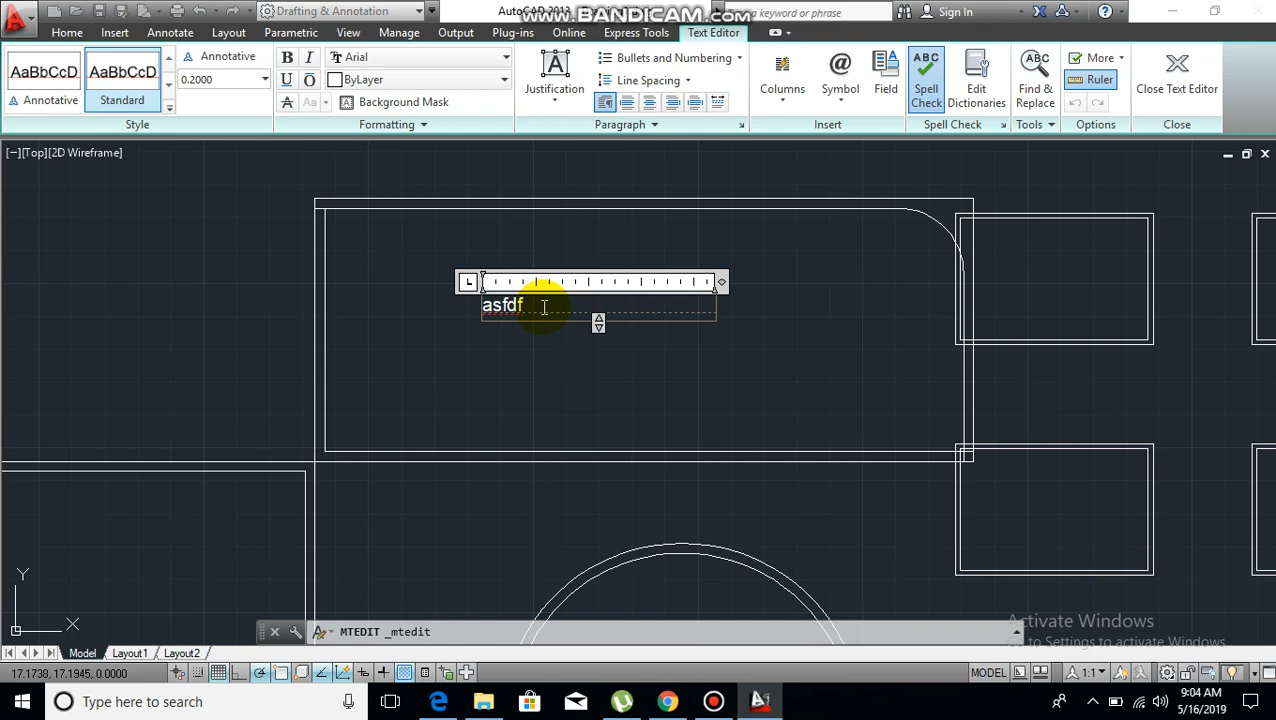 Drafting & Annotation
AutoCAD 2013
www.BANDICAM.com
keyword or phrase
Sign In
Home Insert Annotate Layout Parametric View Manage Output Plug-ins Online Express Tools Text Editor
AaBbCcD AaBbCcD Annotative B I Arial Bullets and Numbering More
0.2000 U O ByLayer Line Spacing Ruler
Annotative Standard A Aa Background Mask Justification Columns Symbol Field ABC Spell Check Edit Dictionaries ABC Find & Replace Close Text Editor
Style Formatting Paragraph Insert Spell Check Tools Options Close
[−][Top][2D Wireframe]
L
asfdf
Y
X
MTEDIT _mtedit
Activate Windows
Go to Settings to activate Windows.
Model Layout1 Layout2
17.1738, 17.1945, 0.0000 MODEL 1:1
Type here to search
9:04 AM
5/16/2019